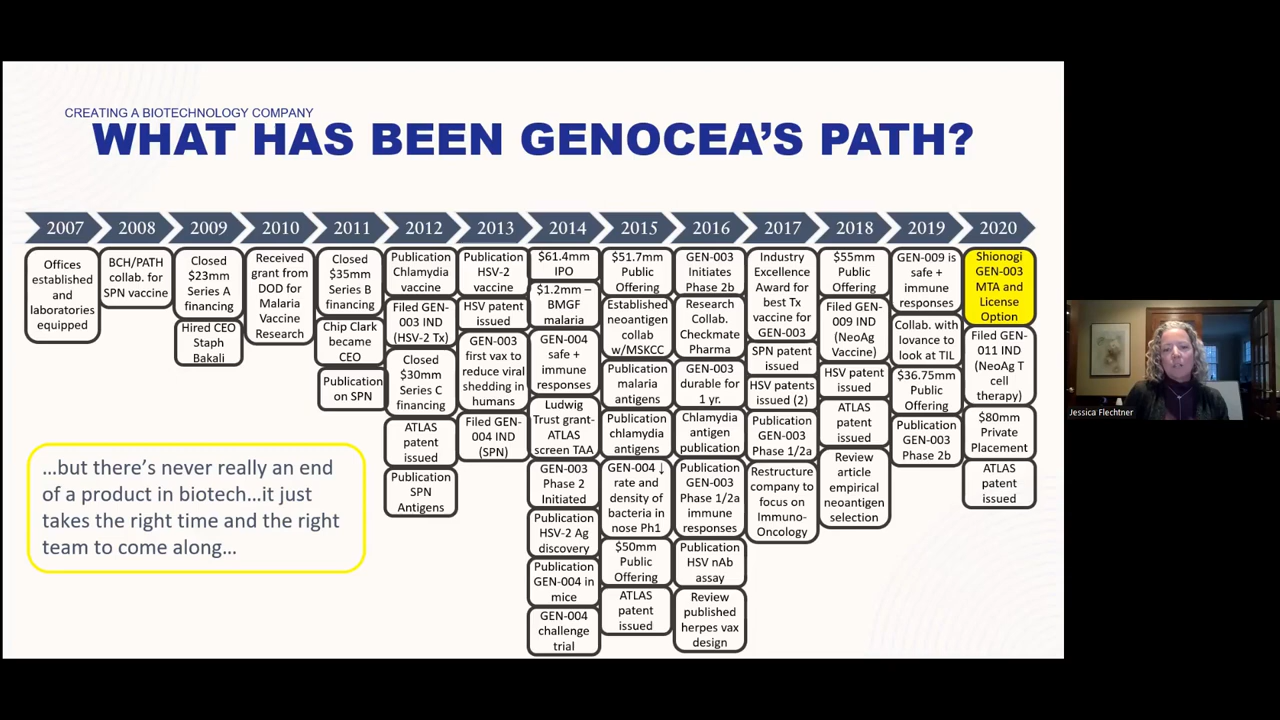 CREATING A BIOTECHNOLOGY COMPANY
WHAT HAS BEEN GENOCEA'S PATH?
2007
Offices
established
and
laboratories
equipped
2008
BCH/PATH
collab. for
SPN vaccine
2009
Closed
$23mm
Series A
financing
Hired CEO
Staph
Bakali
2010
Received
grant from
DOD for
Malaria
Vaccine
Research
2011
Closed
$35mm
Series B
financing
Chip Clark
became
CEO
Publication
on SPN
2012
Publication
Chlamydia
vaccine
Filed GEN-
003 IND
(HSV-2 Tx)
Closed
$30mm
Series C
financing
ATLAS
patent
issued
Publication
SPN
Antigens
2013
Publication
HSV-2
vaccine
HSV patent
issued
GEN-003
first vax to
reduce viral
shedding in
humans
Filed GEN-
004 IND
(SPN)
2014
$61.4mm
IPO
$1.2mm –
BMGF
malaria
GEN-004
safe +
immune
responses
Ludwig
Trust grant-
ATLAS
screen TAA
GEN-003
Phase 2
Initiated
Publication
HSV-2 Ag
discovery
Publication
GEN-004 in
mice
GEN-004
challenge
trial
2015
$51.7mm
Public
Offering
Established
neoantigen
collab
w/MSKCC
Publication
malaria
antigens
Publication
chlamydia
antigens
GEN-004 ↓
rate and
density of
bacteria in
nose Ph1
$50mm
Public
Offering
ATLAS
patent
issued
2016
GEN-003
Initiates
Phase 2b
Research
Collab.
Checkmate
Pharma
GEN-003
durable for
1 yr.
Chlamydia
antigen
publication
Publication
GEN-003
Phase 1/2a
immune
responses
Publication
HSV nAb
assay
Review
published
herpes vax
design
2017
Industry
Excellence
Award for
best Tx
vaccine for
GEN-003
SPN patent
issued
HSV patents
issued (2)
Publication
GEN-003
Phase 1/2a
Restructure
company to
focus on
Immuno-
Oncology
2018
$55mm
Public
Offering
Filed GEN-
009 IND
(NeoAg
Vaccine)
HSV patent
issued
ATLAS
patent
issued
Review
article
empirical
neoantigen
selection
2019
GEN-009 is
safe +
immune
responses
Collab. with
Iovance to
look at TIL
$36.75mm
Public
Offering
Publication
GEN-003
Phase 2b
2020
Shionogi
GEN-003
MTA and
License
Option
Filed GEN-
011 IND
(NeoAg T
cell
therapy)
$80mm
Private
Placement
ATLAS
patent
issued
...but there's never really an end
of a product in biotech...it just
takes the right time and the right
team to come along...
Jessica Flechtner